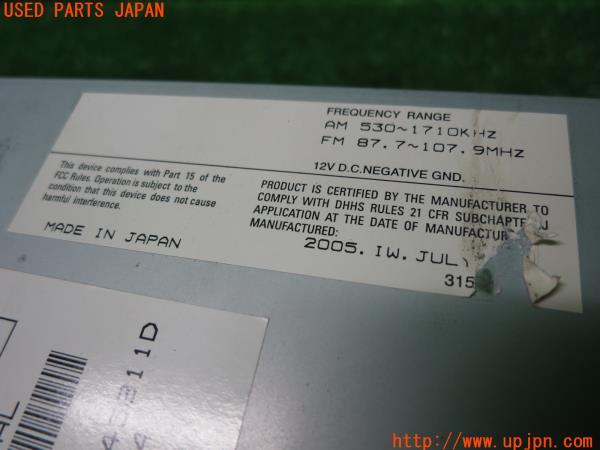 USED PARTS JAPAN
FREQUENCY RANGE
AM 530~1710KHz
FM 87.7~107.9MHz
12V D.C.NEGATIVE GND.
This device complies with Part 15 of the
FCC Rules. Operation is subject to the
condition that this device does not cause
harmful interference.
MADE IN JAPAN
PRODUCT IS CERTIFIED BY THE MANUFACTURER TO
COMPLY WITH DHHS RULES 21 CFR SUBCHAPTER
APPLICATION AT THE DATE OF MANUFACTUR
MANUFACTURED:
2005. IW. JULY
315
45311D
AL
http://www.upjpn.com